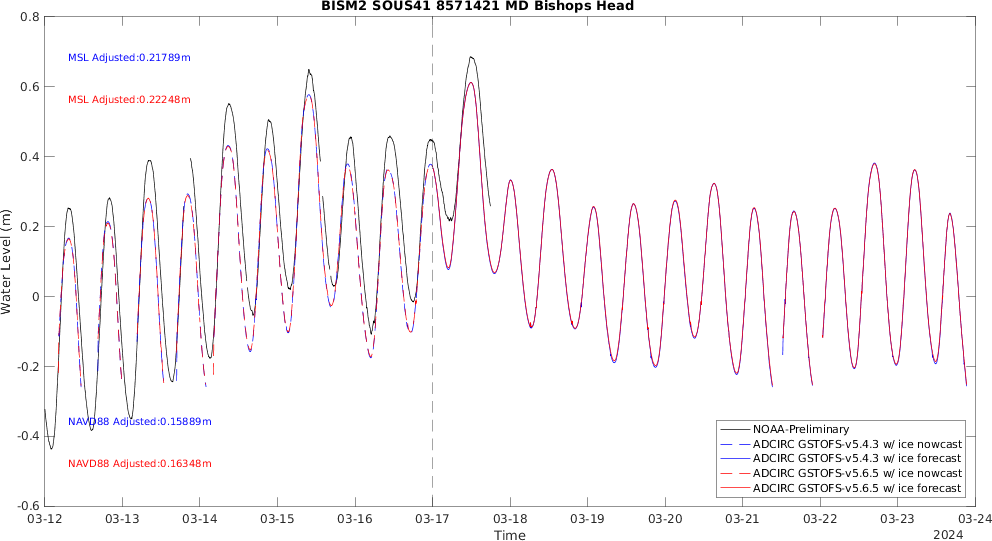 BISM2 SOUS41 8571421 MD Bishops Head
Water Level (m)
0.8
0.6
0.4
0.2
0
-0.2
-0.4
-0.6
MSL Adjusted:0.21789m
MSL Adjusted:0.22248m
NAVD88 Adjusted:0.15889m
NAVD88 Adjusted:0.16348m
NOAA-Preliminary
ADCIRC GSTOFS-v5.4.3 w/ ice nowcast
ADCIRC GSTOFS-v5.4.3 w/ ice forecast
ADCIRC GSTOFS-v5.6.5 w/ ice nowcast
ADCIRC GSTOFS-v5.6.5 w/ ice forecast
03-12 03-13 03-14 03-15 03-16 03-17 03-18 03-19 03-20 03-21 03-22 03-23 03-24
Time
2024